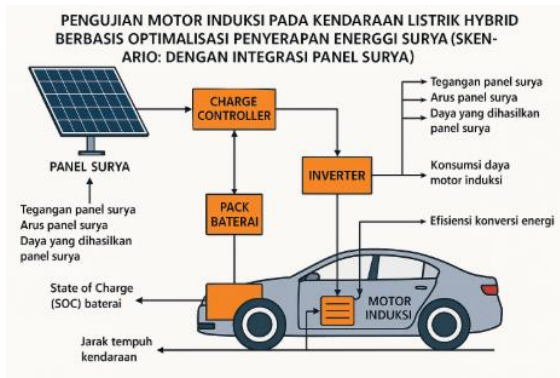 PENGUJIAN MOTOR INDUKSI PADA KENDARAAN LISTRIK HYBRID
BERBASIS OPTIMALISASI PENYERAPAN ENERGGI SURYA (SKEN-
ARIO: DENGAN INTEGRASI PANEL SURYA)
CHARGE
CONTROLLER
Tegangan panel surya
Arus panel surya
Daya yang dihasilkan
panel surya
PANEL SURYA
INVERTER
Konsumsi daya
motor induksi
PACK
BATERAI
Tegangan panel surya
Arus panel surya
Daya yang dihasilkan
panel surya
Efisiensi konversi energi
State of Charge
(SOC) baterai
MOTOR
INDUKSI
Jarak tempuh
kendaraan